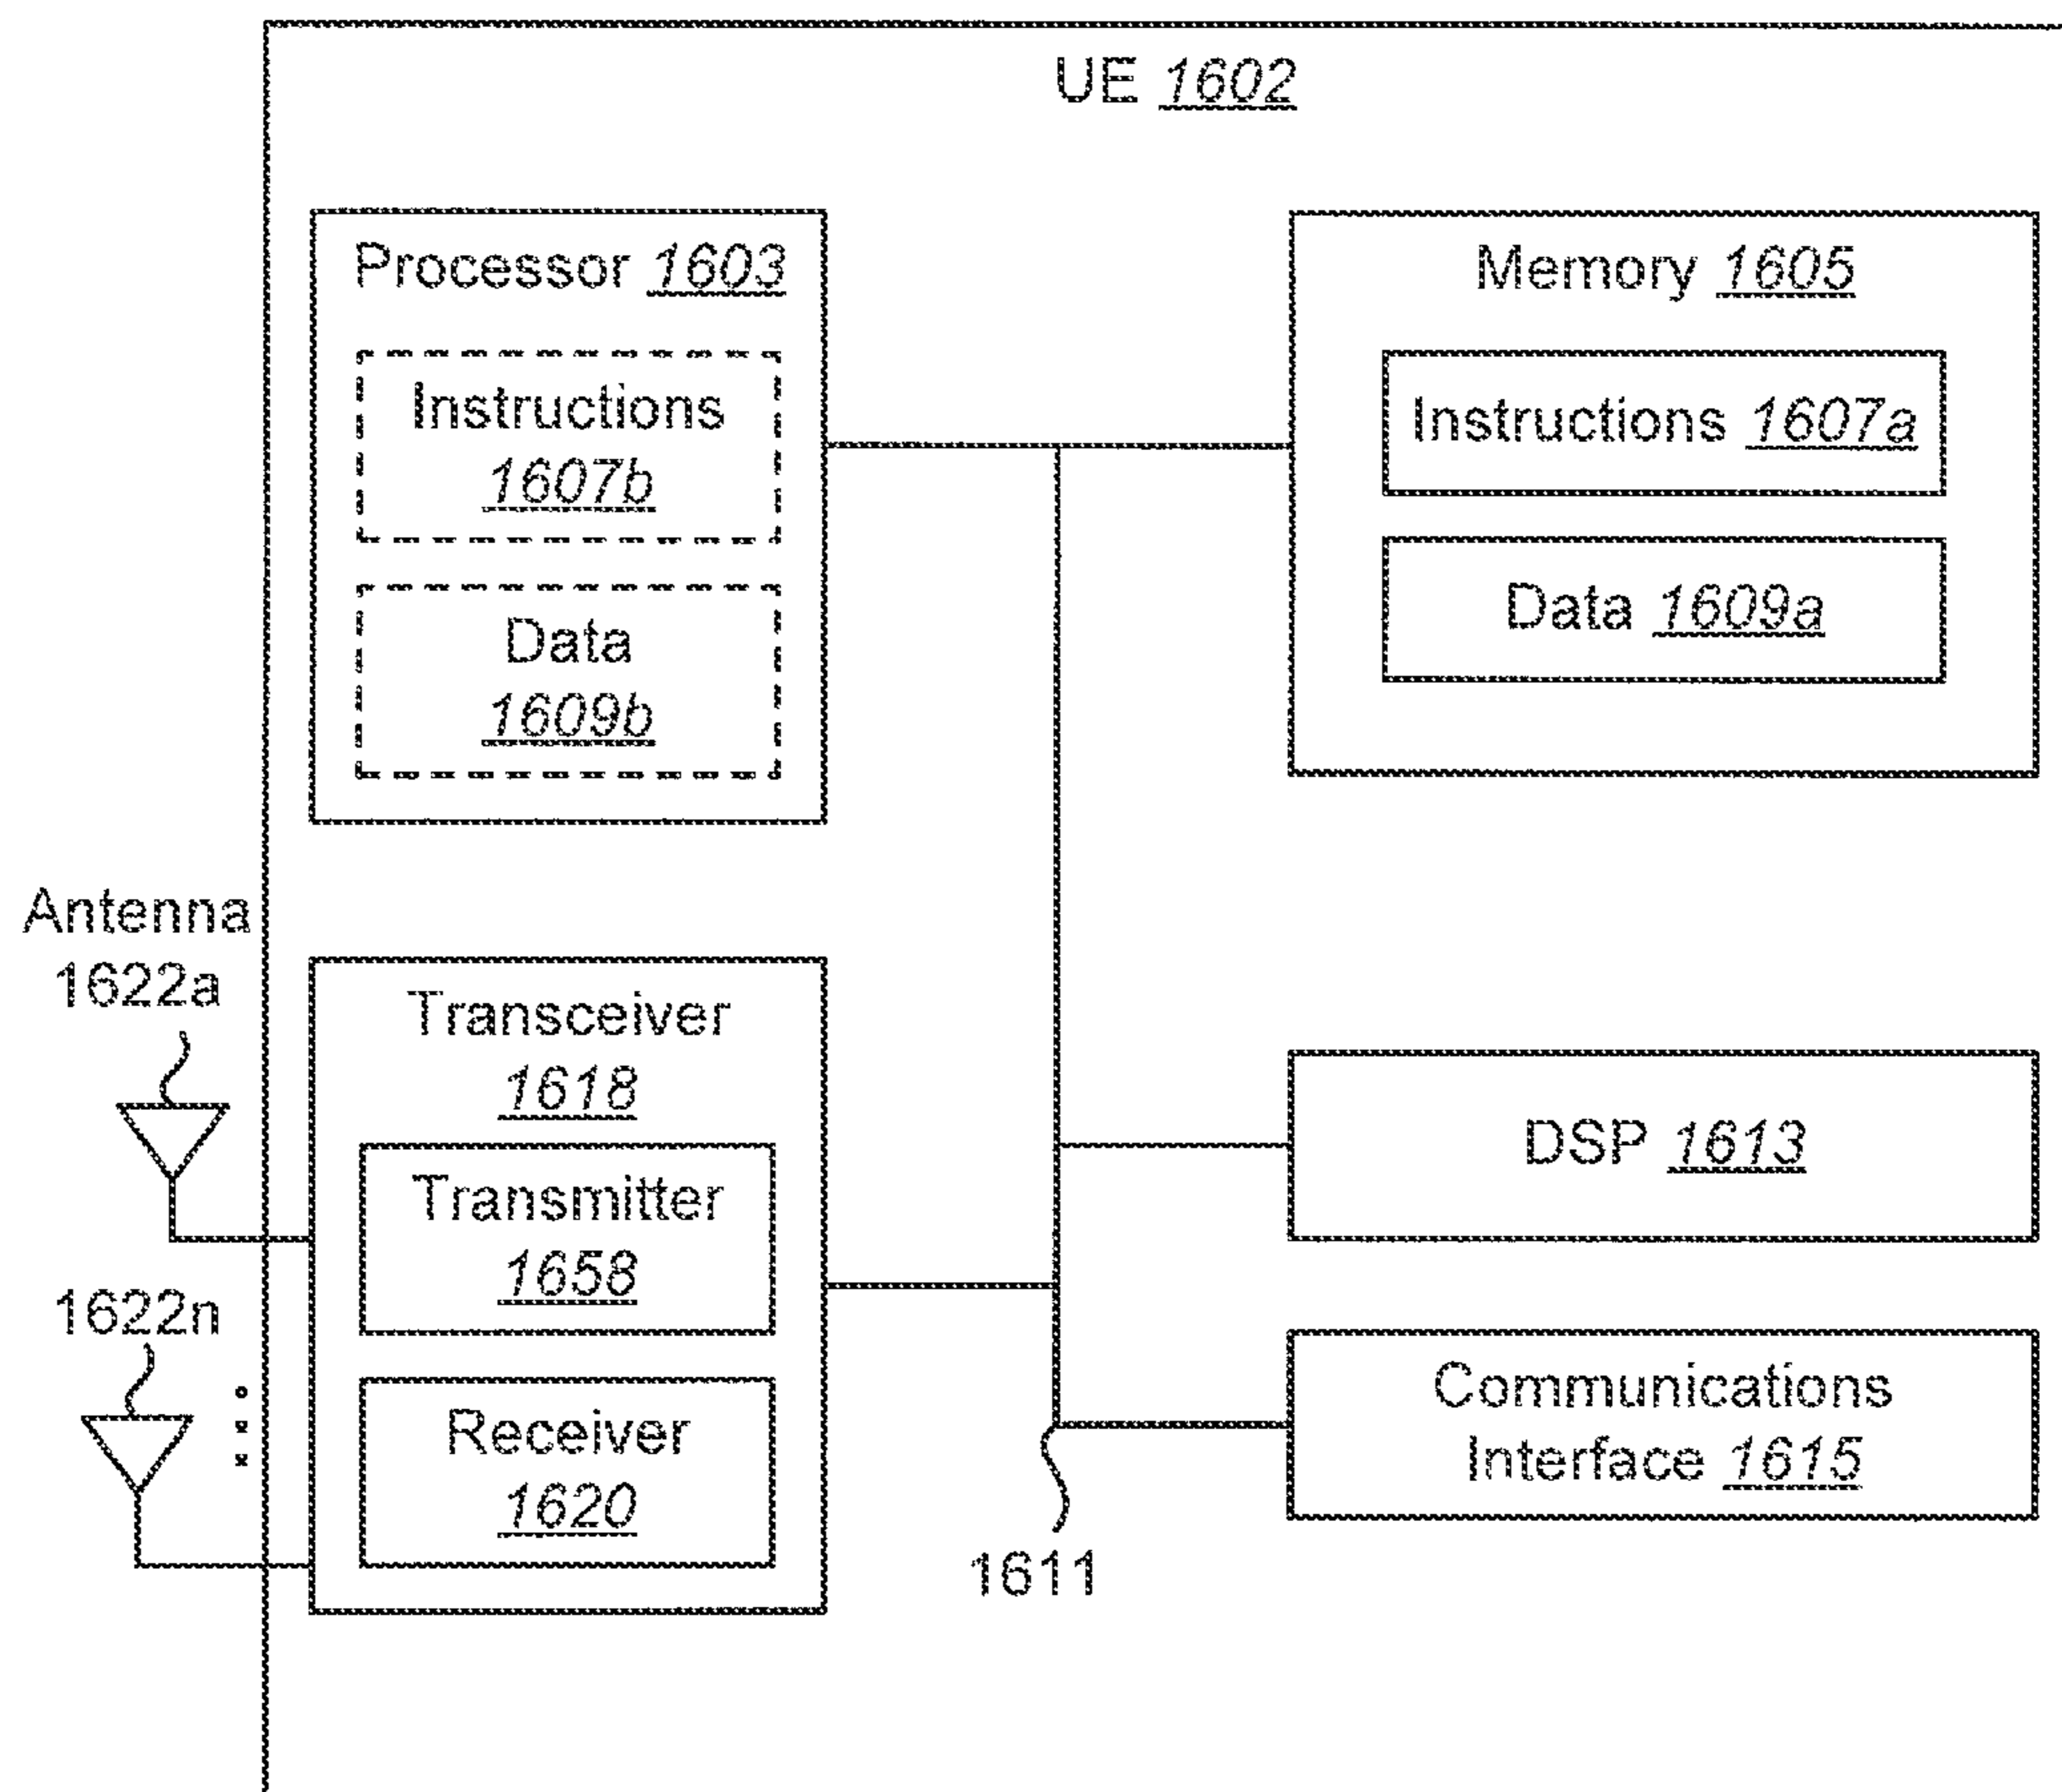 UE 1602
Processor 1603
Instructions
1607b
Data
1609b
Memory 1605
Instructions 1607a
Data 1609a
Antenna
1622a
1622n
Transceiver
1618
Transmitter
1658
Receiver
1620
DSP 1613
Communications
Interface 1615
1611